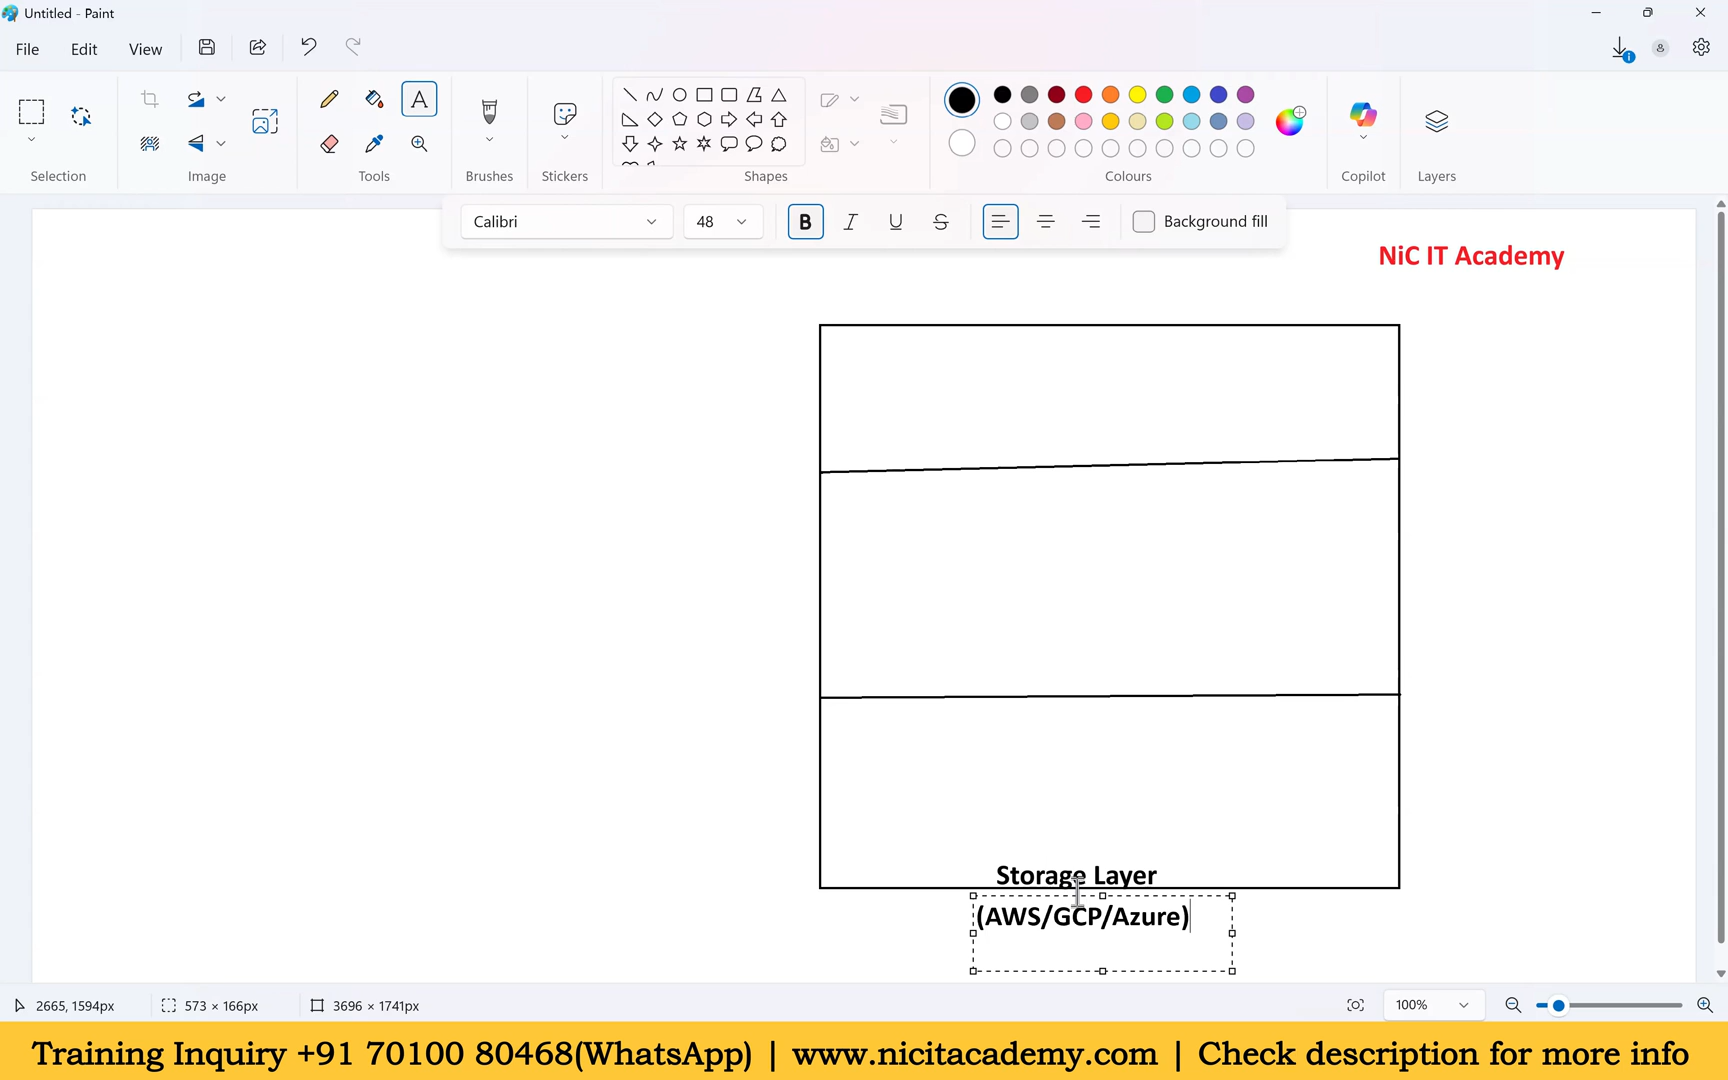 Untitled - Paint
File Edit View
Selection Image Tools Brushes Stickers Shapes Colours Copilot Layers
Calibri 48 B I U S Background fill
NiC IT Academy
Storage Layer
(AWS/GCP/Azure)
2665, 1594px 573 × 166px 3696 × 1741px 100%
Training Inquiry +91 70100 80468(WhatsApp) | www.nicitacademy.com | Check description for more info